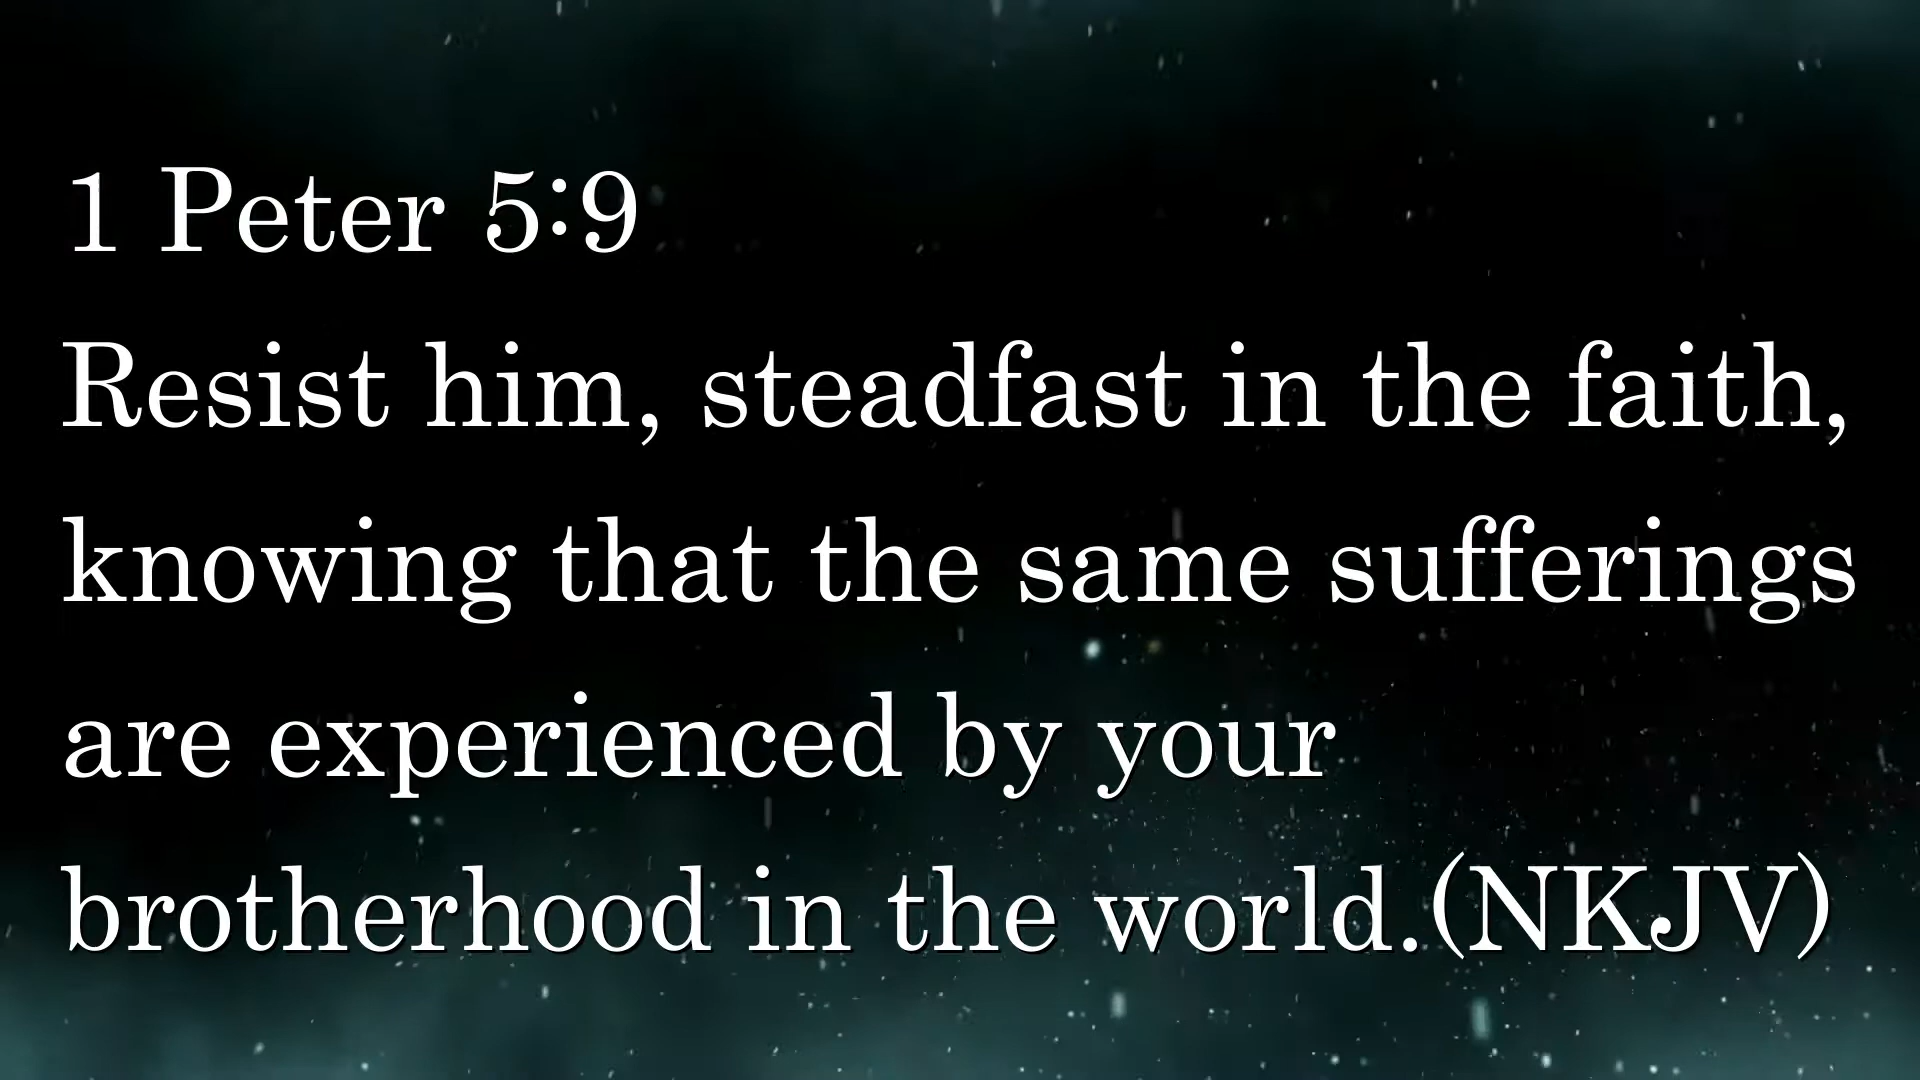 1 Peter 5:9
Resist him, steadfast in the faith,
knowing that the same sufferings
are experienced by your
brotherhood in the world.(NKJV)